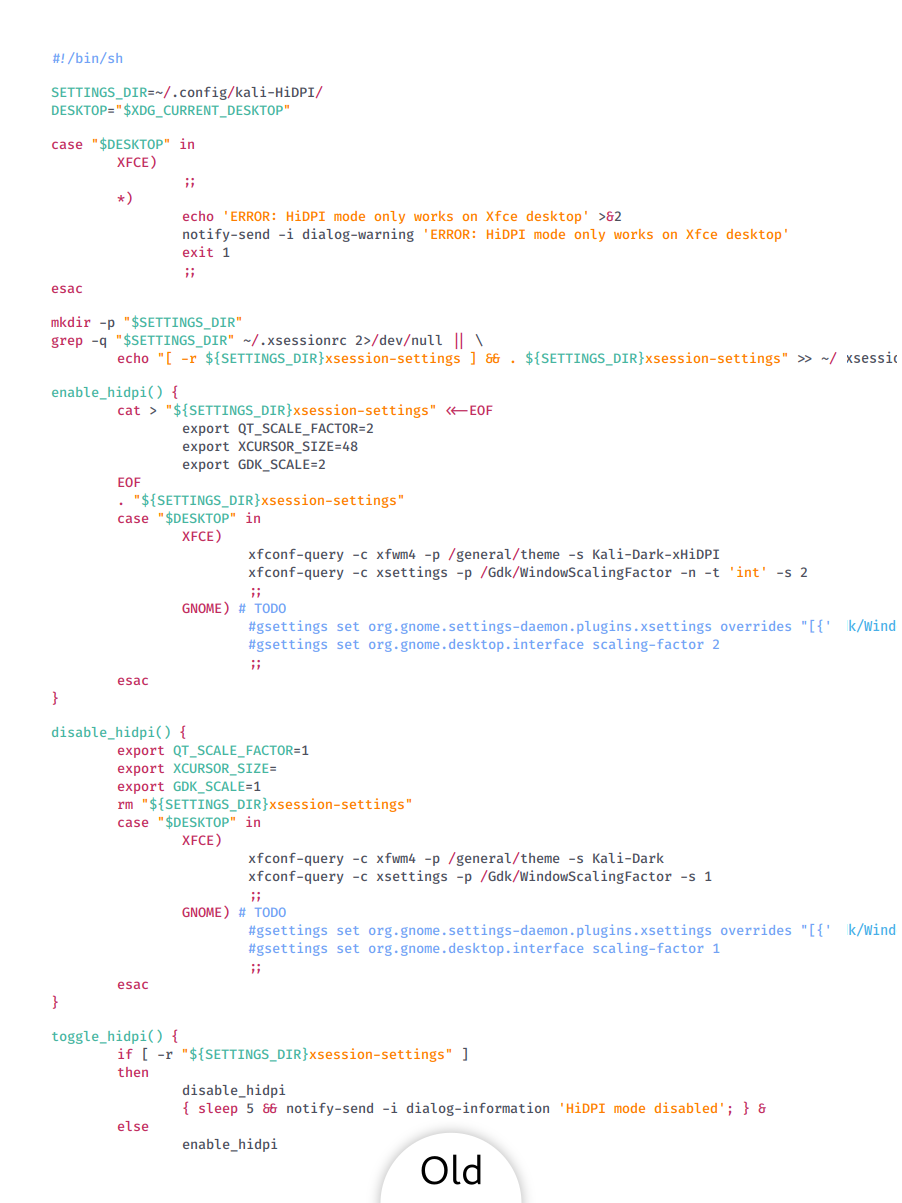 #!/bin/sh
SETTINGS_DIR=~/.config/kali-HiDPI/
DESKTOP="$XDG_CURRENT_DESKTOP"
case "$DESKTOP" in
XFCE)
;;
*)
echo 'ERROR: HiDPI mode only works on Xfce desktop' >&2
notify-send -i dialog-warning 'ERROR: HiDPI mode only works on Xfce desktop'
exit 1
;;
esac
mkdir -p "$SETTINGS_DIR"
grep -q "$SETTINGS_DIR" ~/.xsessionrc 2>/dev/null || \
echo "[ -r ${SETTINGS_DIR}xsession-settings ] && . ${SETTINGS_DIR}xsession-settings" >> ~/ xsessio
enable_hidpi() {
cat > "${SETTINGS_DIR}xsession-settings" <<-EOF
export QT_SCALE_FACTOR=2
export XCURSOR_SIZE=48
export GDK_SCALE=2
EOF
. "${SETTINGS_DIR}xsession-settings"
case "$DESKTOP" in
XFCE)
xfconf-query -c xfwm4 -p /general/theme -s Kali-Dark-xHiDPI
xfconf-query -c xsettings -p /Gdk/WindowScalingFactor -n -t 'int' -s 2
;;
GNOME) # TODO
#gsettings set org.gnome.settings-daemon.plugins.xsettings overrides "[{' k/Wind
#gsettings set org.gnome.desktop.interface scaling-factor 2
;;
esac
}
disable_hidpi() {
export QT_SCALE_FACTOR=1
export XCURSOR_SIZE=
export GDK_SCALE=1
rm "${SETTINGS_DIR}xsession-settings"
case "$DESKTOP" in
XFCE)
xfconf-query -c xfwm4 -p /general/theme -s Kali-Dark
xfconf-query -c xsettings -p /Gdk/WindowScalingFactor -s 1
;;
GNOME) # TODO
#gsettings set org.gnome.settings-daemon.plugins.xsettings overrides "[{' k/Wind
#gsettings set org.gnome.desktop.interface scaling-factor 1
;;
esac
}
toggle_hidpi() {
if [ -r "${SETTINGS_DIR}xsession-settings" ]
then
disable_hidpi
{ sleep 5 && notify-send -i dialog-information 'HiDPI mode disabled'; } &
else
enable_hidpi
Old